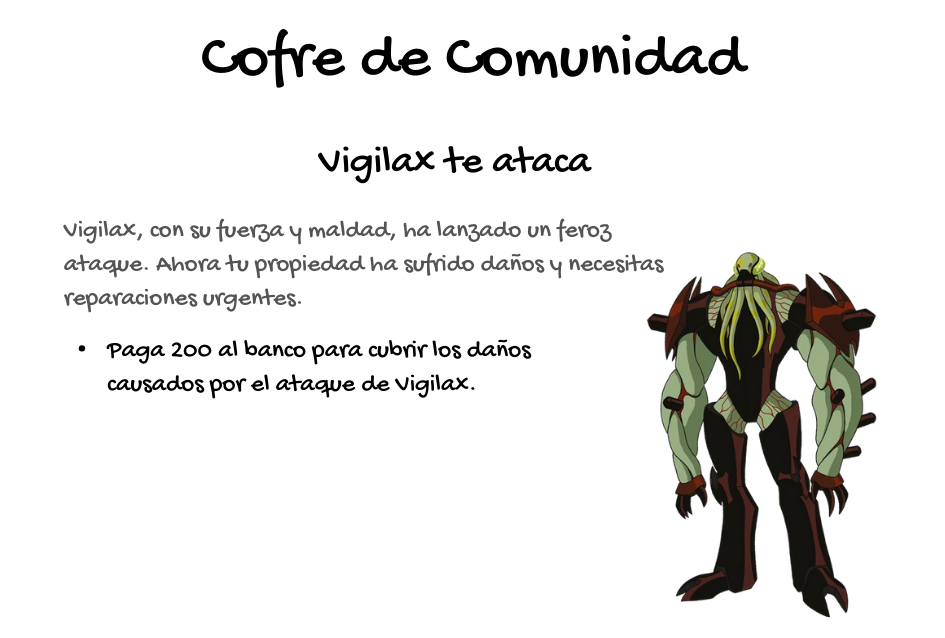 Cofre de Comunidad
Vigilax te ataca
Vigilax, con su fuerza y maldad, ha lanzado un feroz
ataque. Ahora tu propiedad ha sufrido daños y necesitas
reparaciones urgentes.
• Paga 200 al banco para cubrir los daños
causados por el ataque de Vigilax.